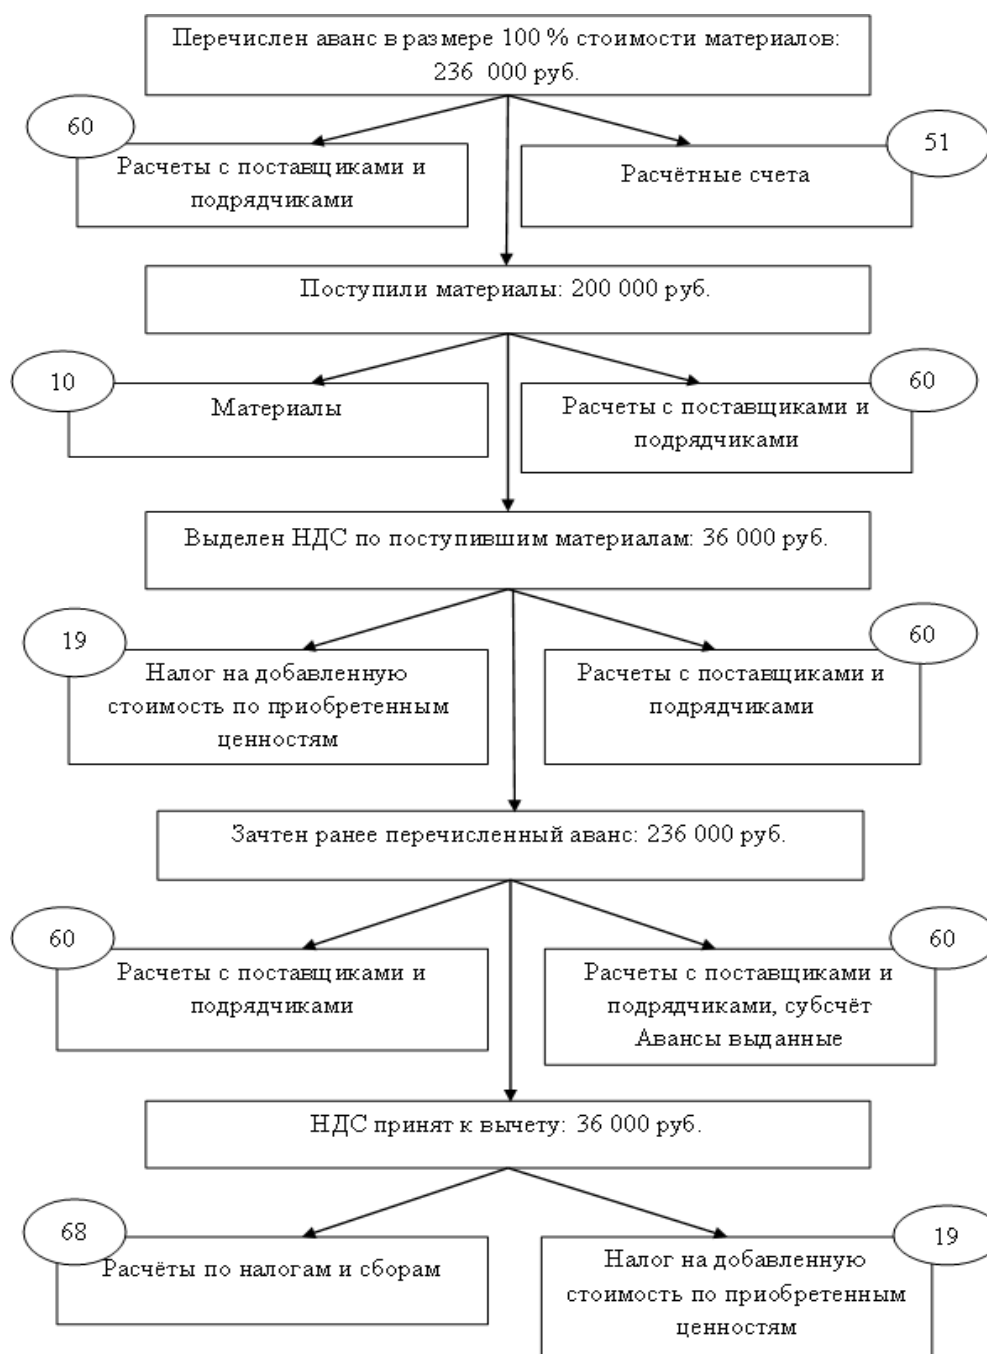 Перечислен аванс в размере 100 % стоимости материалов:
236 000 руб.
60
51
Расчеты с поставщиками и
подрядчиками
Расчётные счета
Поступили материалы: 200 000 руб.
10
60
Материалы
Расчеты с поставщиками и
подрядчиками
Выделен НДС по поступившим материалам: 36 000 руб.
19
60
Налог на добавленную
стоимость по приобретенным
ценностям
Расчеты с поставщиками и
подрядчиками
Зачтен ранее перечисленный аванс: 236 000 руб.
60
60
Расчеты с поставщиками и
подрядчиками
Расчеты с поставщиками и
подрядчиками, субсчёт
Авансы выданные
НДС принят к вычету: 36 000 руб.
68
19
Расчёты по налогам и сборам
Налог на добавленную
стоимость по приобретенным
ценностям